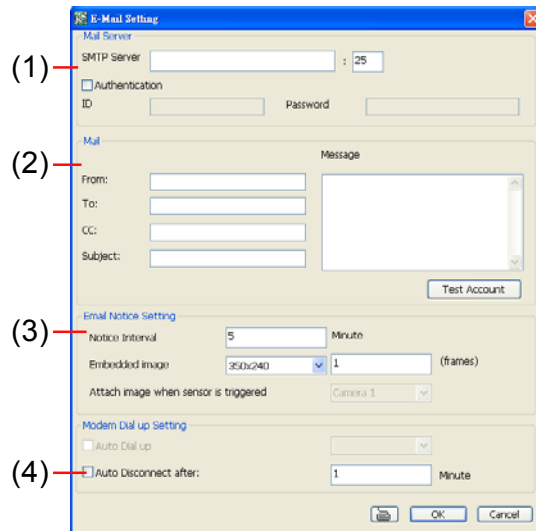 E-Mail Setting
Mail Server
(1)
SMTP Server : 25
Authentication
ID Password
Mail
(2)
Message
From:
To:
CC:
Subject:
Test Account
Email Notice Setting
(3)
Notice Interval 5 Minute
Embedded image 350x240 1 (frames)
Attach image when sensor is triggered Camera 1
Modem Dial up Setting
Auto Dial up
(4)
Auto Disconnect after: 1 Minute
OK Cancel